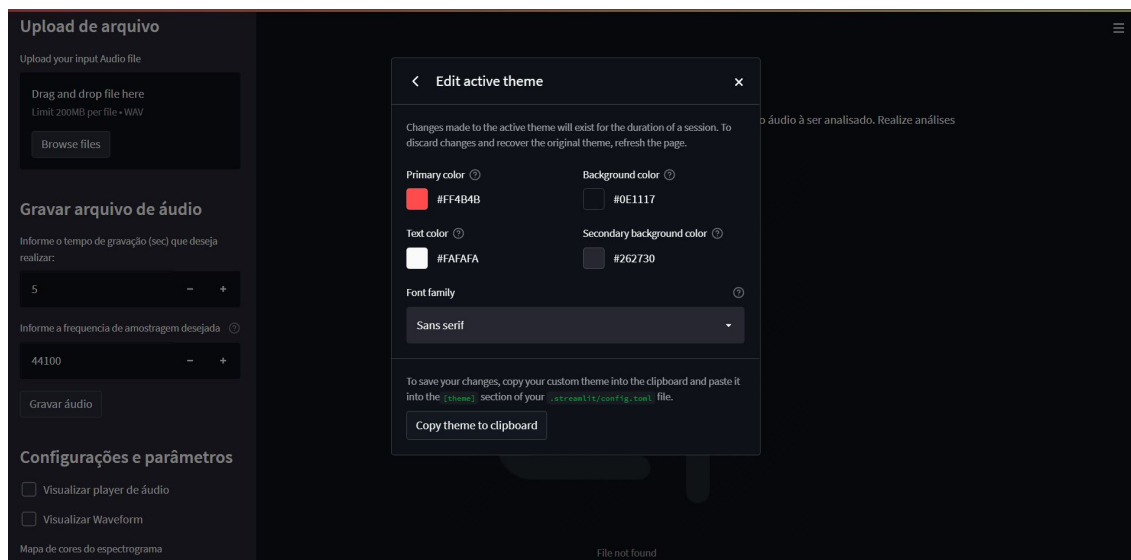 Upload de arquivo
Upload your input Audio file
Drag and drop file here
Limit 200MB per file • WAV
Browse files
Gravar arquivo de áudio
Informe o tempo de gravação (sec) que deseja
realizar:
5
Informe a frequencia de amostragem desejada
44100
Gravar áudio
Configurações e parâmetros
Visualizar player de áudio
Visualizar Waveform
Mapa de cores do espectrograma
o áudio à ser analisado. Realize análises
Edit active theme
Changes made to the active theme will exist for the duration of a session. To
discard changes and recover the original theme, refresh the page.
Primary color
#FF4B4B
Background color
#0E1117
Text color
#FAFAFA
Secondary background color
#262730
Font family
Sans serif
To save your changes, copy your custom theme into the clipboard and paste it
into the [theme] section of your .streamlit/config.toml file.
Copy theme to clipboard
File not found